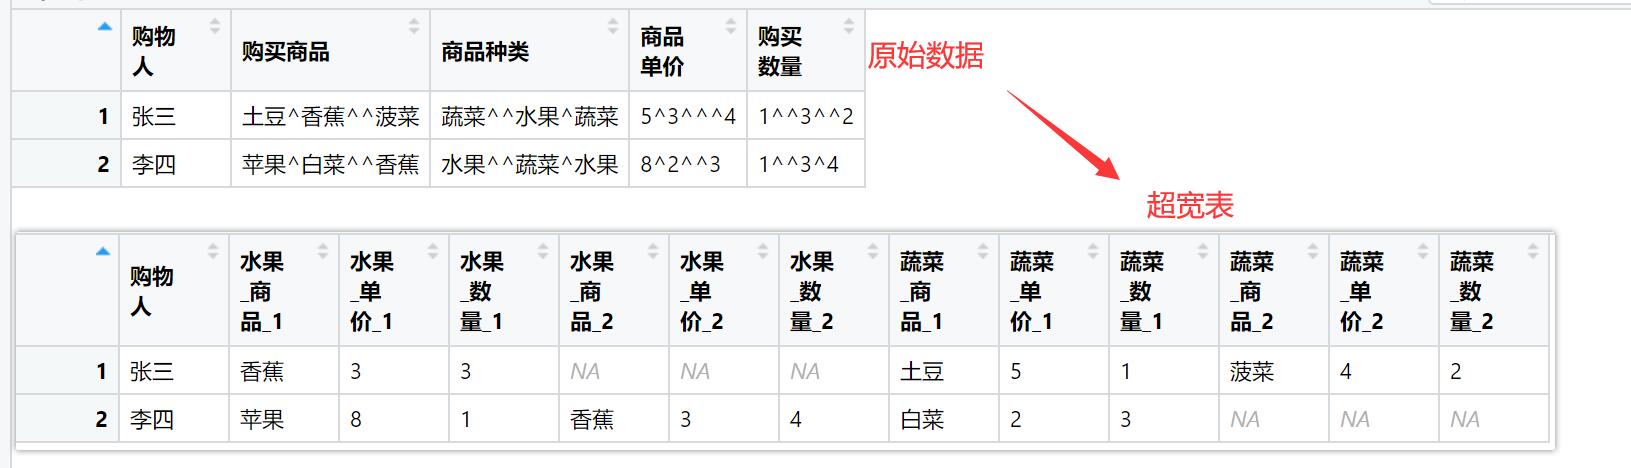 购物人 购买商品 商品种类 商品单价 购买数量
1 张三 土豆^香蕉^^菠菜 蔬菜^^水果^蔬菜 5^3^^^4 1^^3^^2
2 李四 苹果^白菜^^香蕉 水果^^蔬菜^水果 8^2^^3 1^^3^4
原始数据
超宽表
购物人 水果_商品_1 水果_单价_1 水果_数量_1 水果_商品_2 水果_单价_2 水果_数量_2 蔬菜_商品_1 蔬菜_单价_1 蔬菜_数量_1 蔬菜_商品_2 蔬菜_单价_2 蔬菜_数量_2
1 张三 香蕉 3 3 NA NA NA 土豆 5 1 菠菜 4 2
2 李四 苹果 8 1 香蕉 3 4 白菜 2 3 NA NA NA